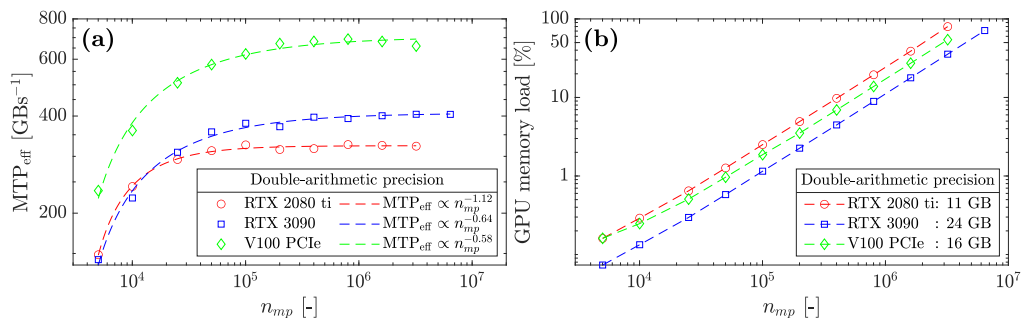 (a)
MTP_eff [GBs^−1]
800
600
400
200
Double-arithmetic precision
RTX 2080 ti
MTP_eff ∝ n_mp^−1.12
RTX 3090
MTP_eff ∝ n_mp^−0.64
V100 PCIe
MTP_eff ∝ n_mp^−0.58
10^4
10^5
10^6
10^7
n_mp [-]
(b)
GPU memory load [%]
100
50
10
1
Double-arithmetic precision
RTX 2080 ti: 11 GB
RTX 3090 : 24 GB
V100 PCIe : 16 GB
10^4
10^5
10^6
10^7
n_mp [-]